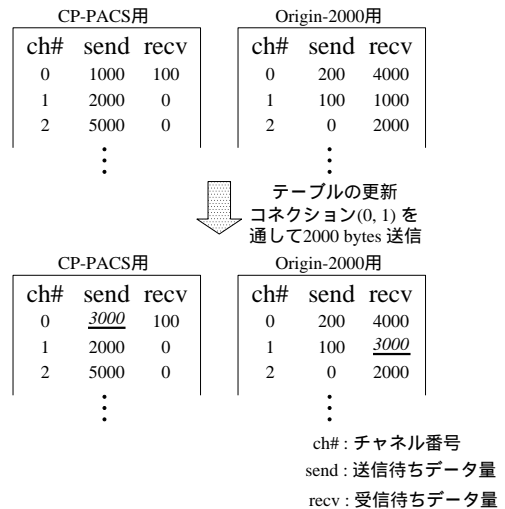 CP-PACS用
ch# send recv
0 1000 100
1 2000 0
2 5000 0
Origin-2000用
ch# send recv
0 200 4000
1 100 1000
2 0 2000
テーブルの更新
コネクション(0, 1) を
通して2000 bytes 送信
CP-PACS用
ch# send recv
0 3000 100
1 2000 0
2 5000 0
Origin-2000用
ch# send recv
0 200 4000
1 100 3000
2 0 2000
ch# : チャネル番号
send : 送信待ちデータ量
recv : 受信待ちデータ量